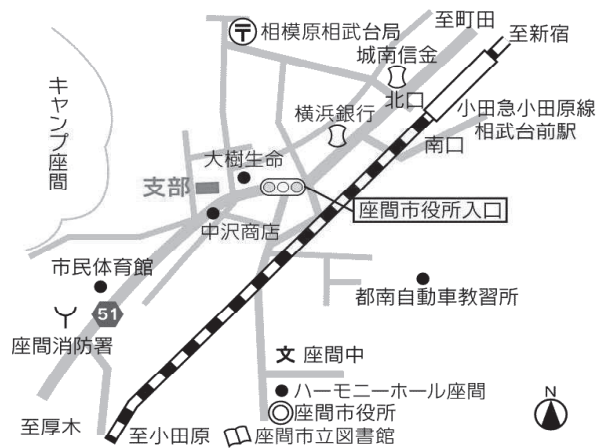 至町田
至新宿
〒相模原相武台局
城南信金
北口
キャンプ座間
横浜銀行
小田急小田原線
相武台前駅
南口
大樹生命
支部
座間市役所入口
中沢商店
市民体育館
51
都南自動車教習所
座間消防署
文 座間中
ハーモニーホール座間
座間市役所
至厚木
至小田原
座間市立図書館
N